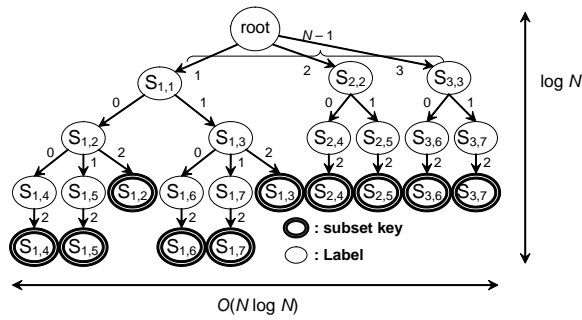 root
N – 1
1 2 3
S1,1 S2,2 S3,3
log N
0 1 0 1 0 1
S1,2 S1,3 S2,4 S2,5 S3,6 S3,7
0 1 2 0 1 2 2 2 2 2
S1,4 S1,5 S1,2 S1,6 S1,7 S1,3 S2,4 S2,5 S3,6 S3,7
2 2 2 2
: subset key
S1,4 S1,5 S1,6 S1,7
: Label
O(N log N)